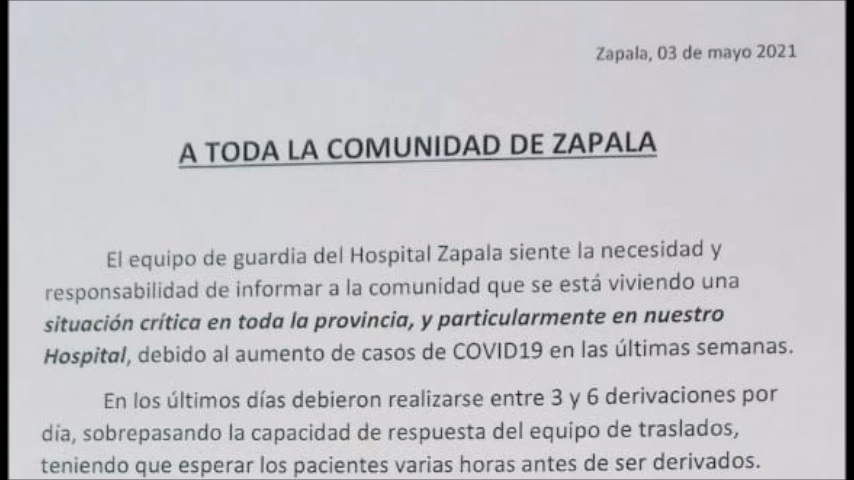 Zapala, 03 de mayo 2021
A TODA LA COMUNIDAD DE ZAPALA
El equipo de guardia del Hospital Zapala siente la necesidad y
responsabilidad de informar a la comunidad que se está viviendo una
situación crítica en toda la provincia, y particularmente en nuestro
Hospital, debido al aumento de casos de COVID19 en las últimas semanas.
En los últimos días debieron realizarse entre 3 y 6 derivaciones por
día, sobrepasando la capacidad de respuesta del equipo de traslados,
teniendo que esperar los pacientes varias horas antes de ser derivados.